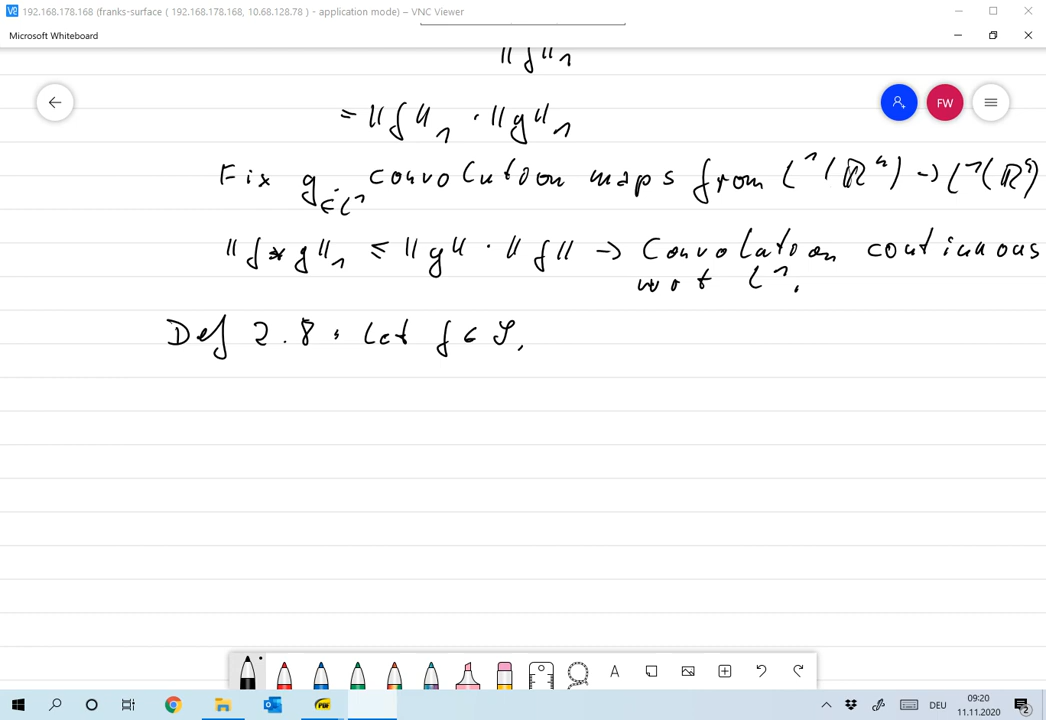 192.168.178.168 (franks-surface ( 192.168.178.168, 10.68.128.78 ) - application mode) – VNC Viewer
Microsoft Whiteboard
‖f‖₁
= ‖f‖₁ · ‖g‖₁
FW
Fix g ∈ L¹ convolution maps from L¹(ℝⁿ) → L¹(ℝⁿ)
‖f * g‖₁ ≤ ‖g‖ · ‖f‖ → Convolution continuous
wrt L¹.
Def 2.8: Let f ∈ 𝒮,
A
DEU
09:20
11.11.2020
2